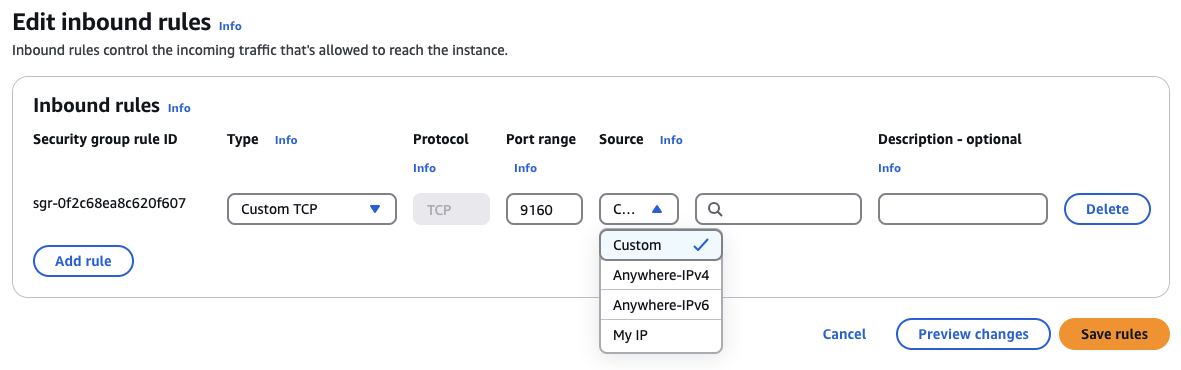 Edit inbound rules Info
Inbound rules control the incoming traffic that's allowed to reach the instance.
Inbound rules Info
Security group rule ID
Type Info
Protocol
Info
Port range
Info
Source Info
Description - optional
Info
sgr-0f2c68ea8c620f607
Custom TCP
TCP
9160
C...
Delete
Custom
Anywhere-IPv4
Anywhere-IPv6
My IP
Add rule
Cancel
Preview changes
Save rules